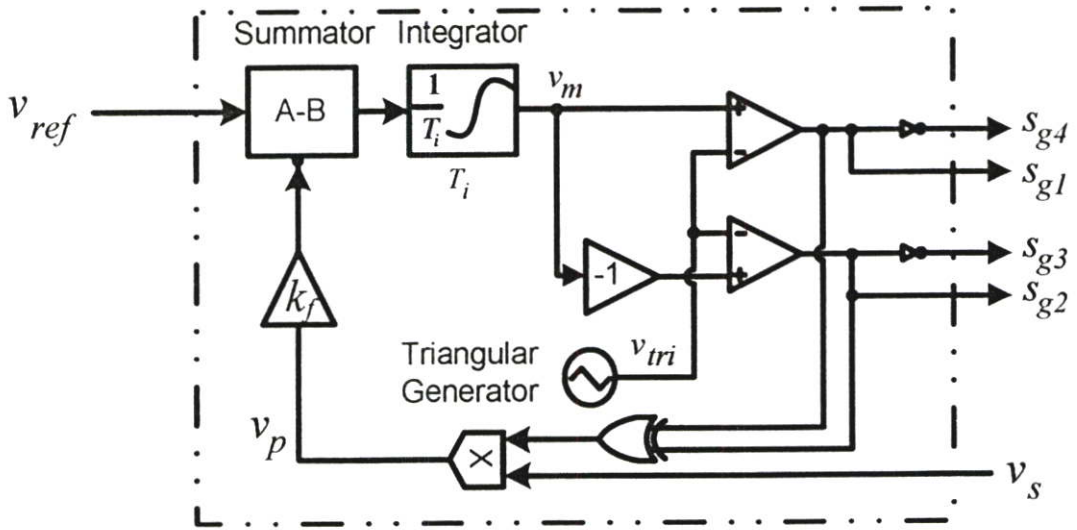 Summator Integrator
v_ref
A-B
1
T_i
T_i
v_m
+
-
-
+
-1
s_g4
s_g1
s_g3
s_g2
k_f
Triangular
Generator
v_tri
v_p
X
v_s